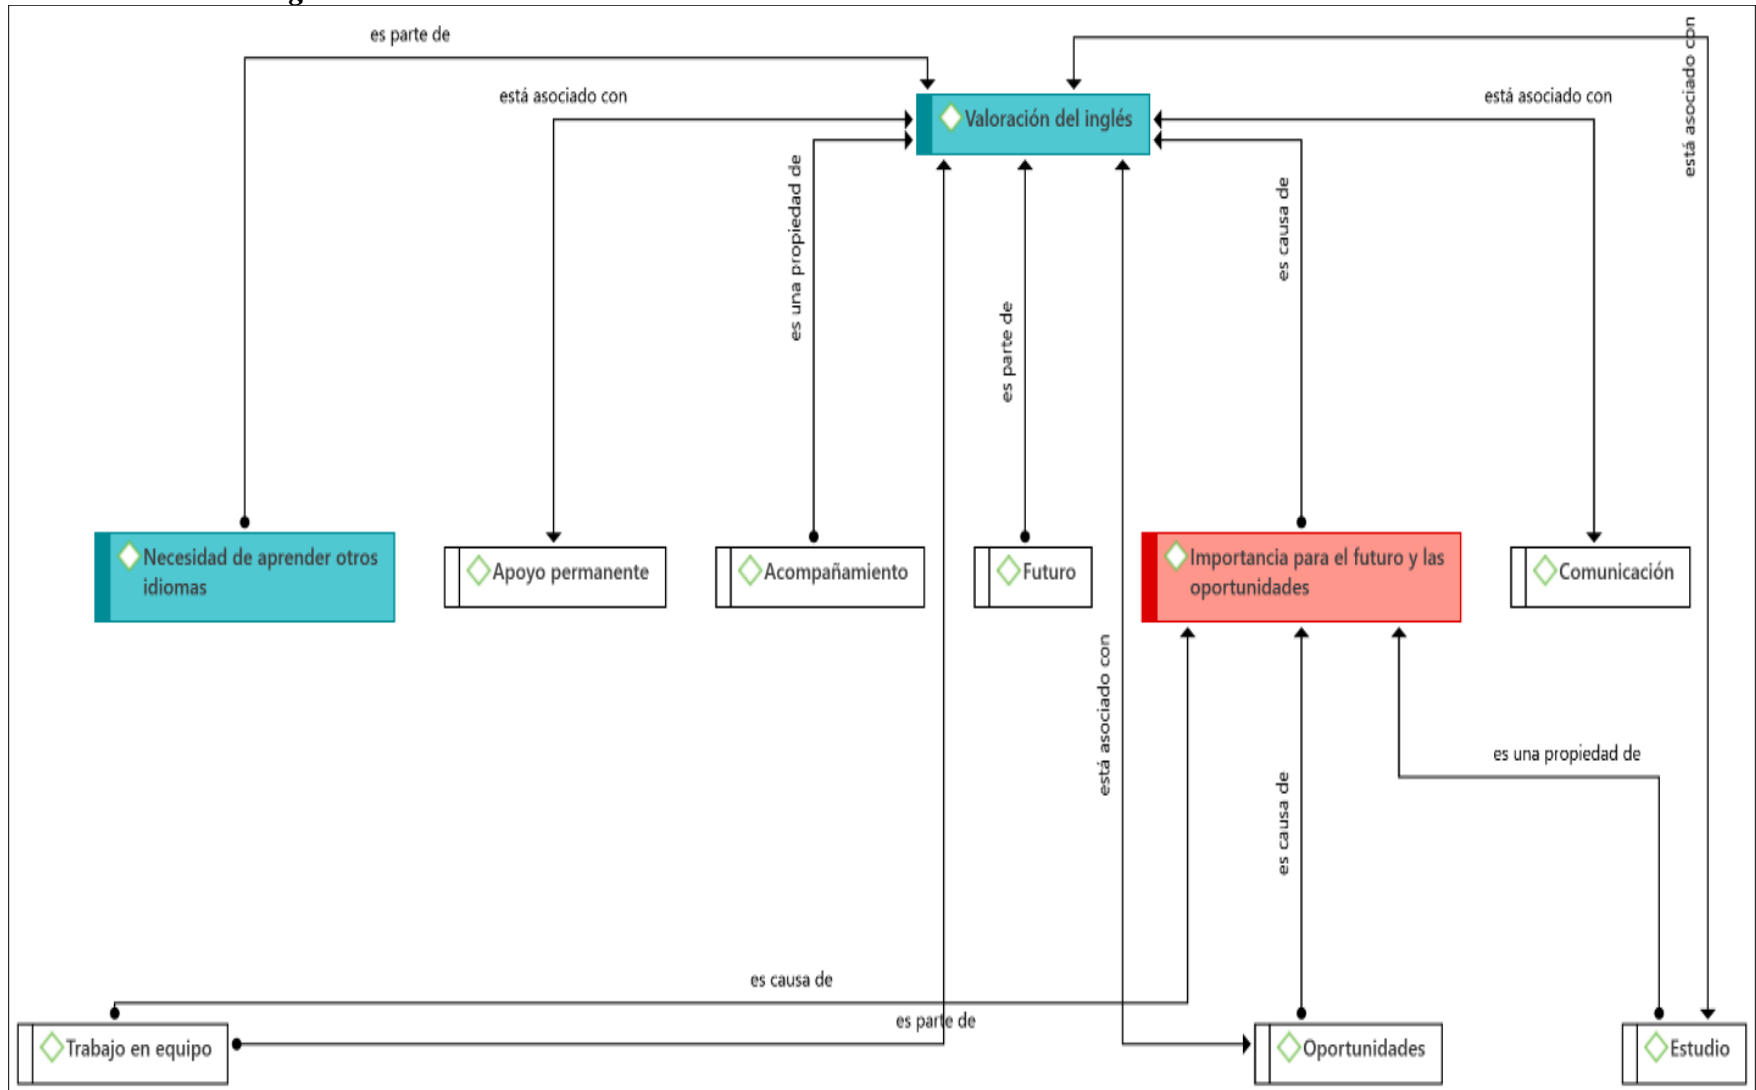 es parte de
está asociado con
Valoración del inglés
está asociado con
está asociado con
es una propiedad de
es causa de
es parte de
Necesidad de aprender otros
idiomas
Apoyo permanente
Acompañamiento
Futuro
Importancia para el futuro y las
oportunidades
Comunicación
está asociado con
es una propiedad de
es causa de
es causa de
es parte de
Trabajo en equipo
Oportunidades
Estudio